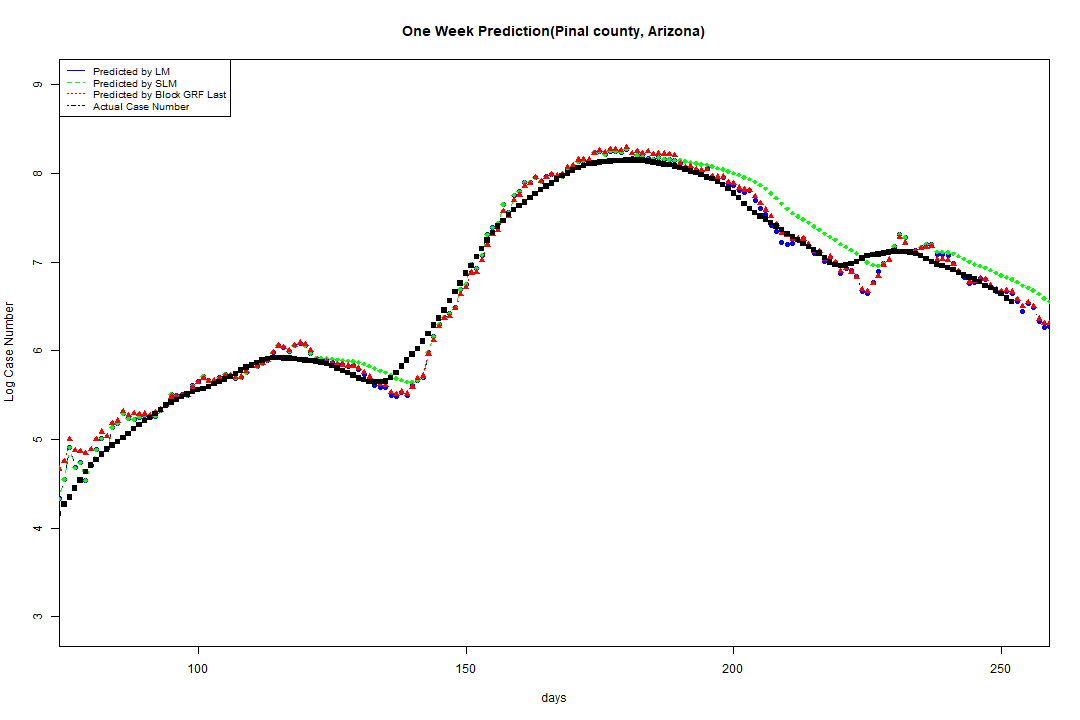 One Week Prediction(Pinal county, Arizona)
Predicted by LM
Predicted by SLM
Predicted by Block GRF Last
Actual Case Number
9
8
7
6
5
4
3
Log Case Number
100
150
200
250
days